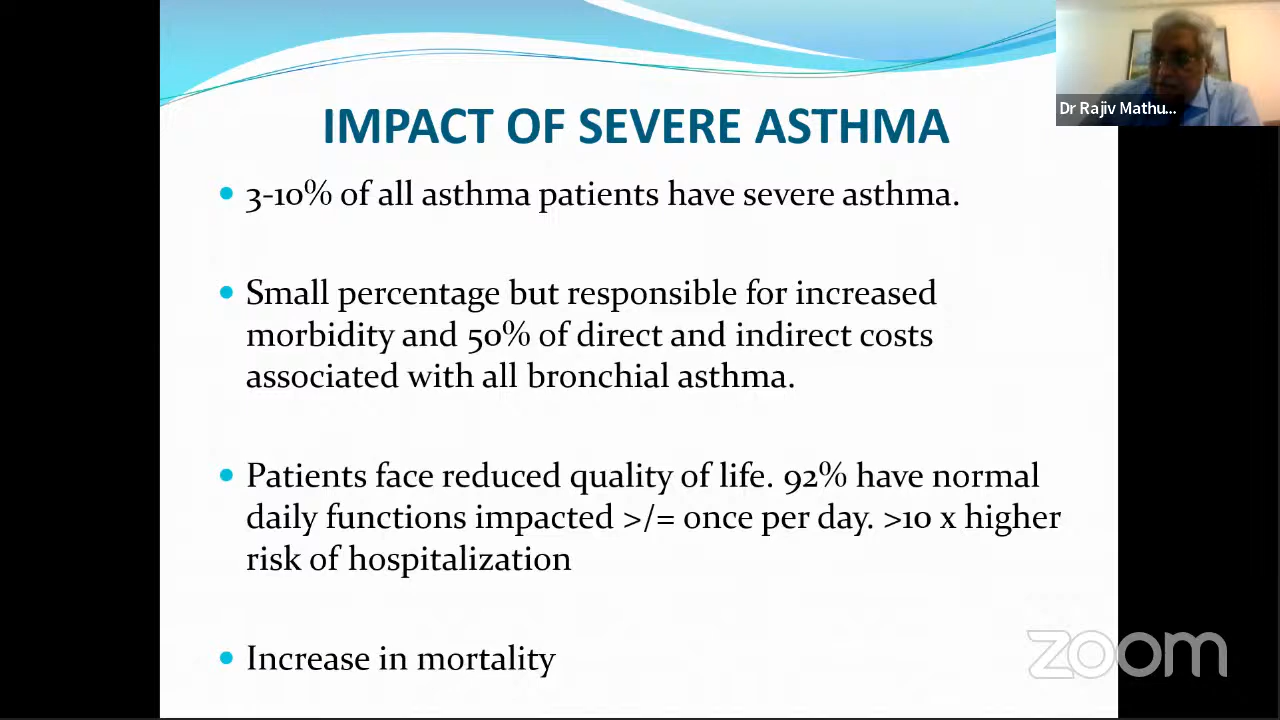 IMPACT OF SEVERE ASTHMA
Dr Rajiv Mathu...
3-10% of all asthma patients have severe asthma.
Small percentage but responsible for increased
morbidity and 50% of direct and indirect costs
associated with all bronchial asthma.
Patients face reduced quality of life. 92% have normal
daily functions impacted >/= once per day. >10 x higher
risk of hospitalization
Increase in mortality
zoom